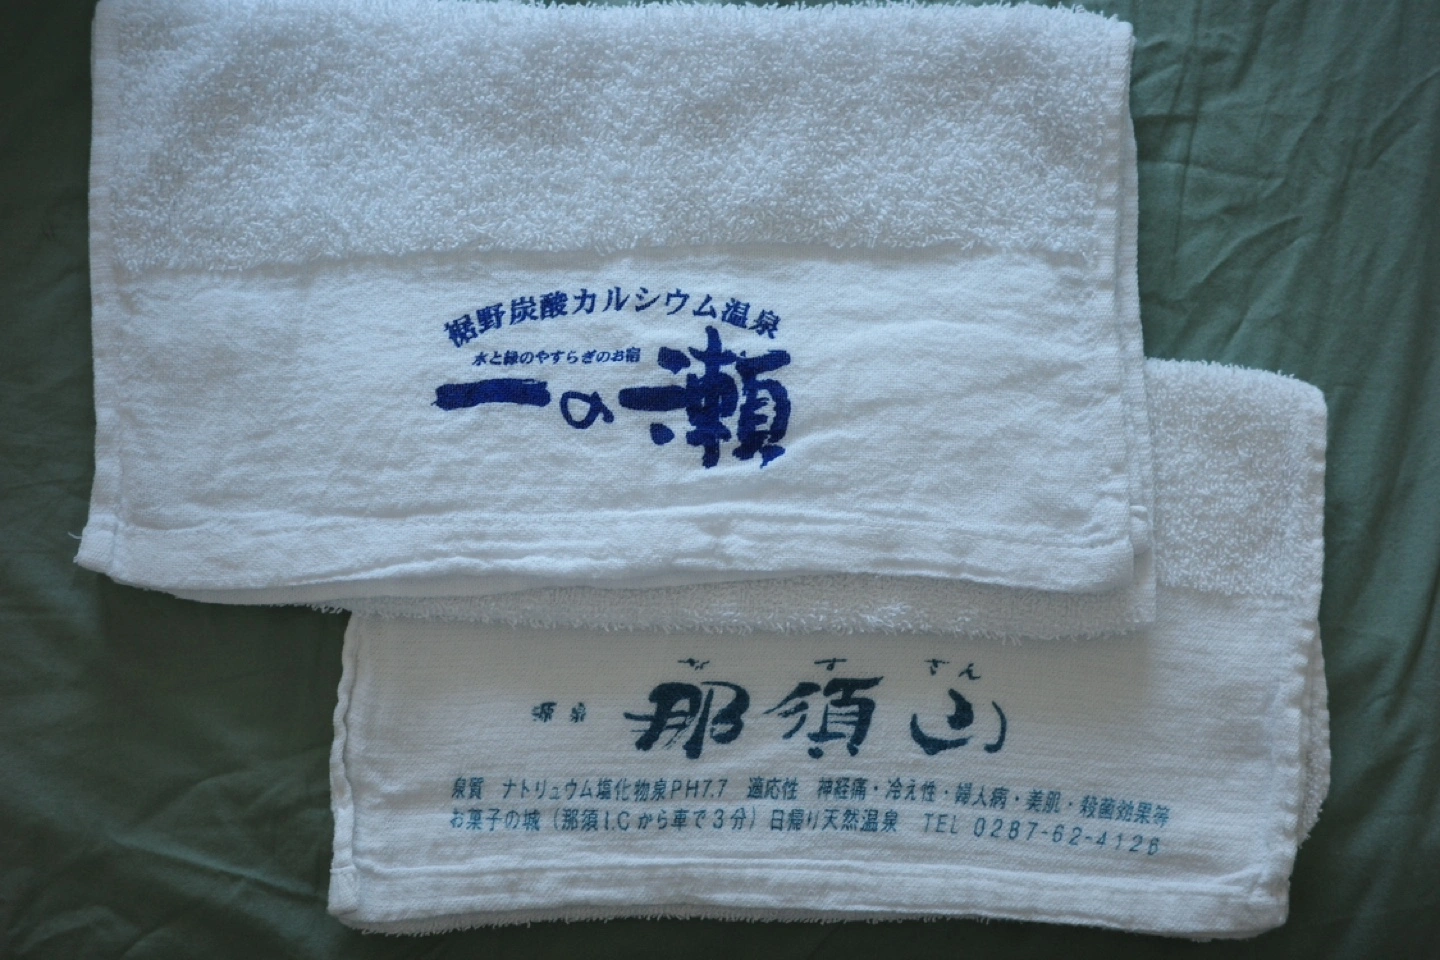 裾野炭酸カルシウム温泉
水と緑のやすらぎのお宿
一の瀬
なすさん
源泉 那須山
泉質 ナトリュウム塩化物泉PH7.7 適応性 神経痛・冷え性・婦人病・美肌・殺菌効果等
お菓子の城（那須I.Cから車で3分）日帰り天然温泉 TEL 0287-62-4126